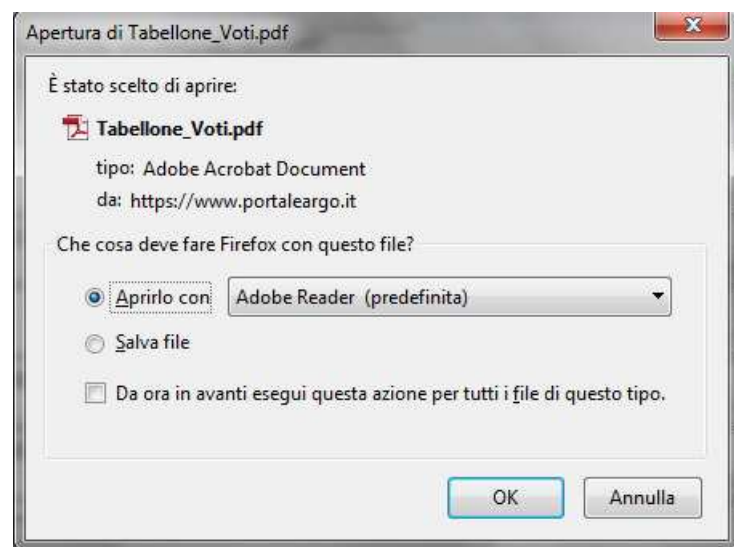 Apertura di Tabellone_Voti.pdf
È stato scelto di aprire:
Tabellone_Voti.pdf
tipo: Adobe Acrobat Document
da: https://www.portaleargo.it
Che cosa deve fare Firefox con questo file?
Aprirlo con Adobe Reader (predefinita)
Salva file
Da ora in avanti esegui questa azione per tutti i file di questo tipo.
OK Annulla